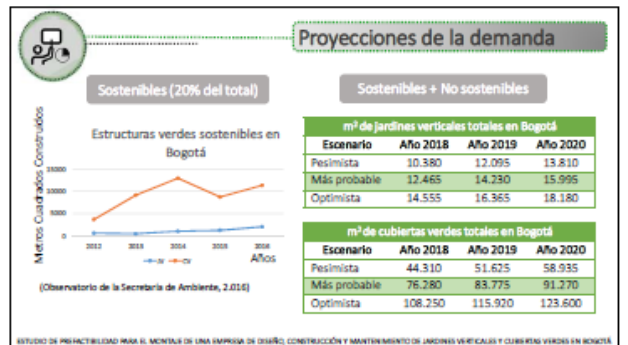 Proyecciones de la demanda
Sostenibles (20% del total)
Sostenibles + No sostenibles
Estructuras verdes sostenibles en
Bogotá
Metros Cuadrados Construidos
15000
10000
5000
0
2012 2013 2014 2015 2016
Años
JV CV
(Observatorio de la Secretaria de Ambiente, 2.016)
m² de jardines verticales totales en Bogotá
Escenario Año 2018 Año 2019 Año 2020
Pesimista 10.380 12.095 13.810
Más probable 12.465 14.230 15.995
Optimista 14.555 16.365 18.180
m² de cubiertas verdes totales en Bogotá
Escenario Año 2018 Año 2019 Año 2020
Pesimista 44.310 51.625 58.935
Más probable 76.280 83.775 91.270
Optimista 108.250 115.920 123.600
ESTUDIO DE PREFACTIBILIDAD PARA EL MONTAJE DE UNA EMPRESA DE DISEÑO, CONSTRUCCIÓN Y MANTENIMIENTO DE JARDINES VERTICALES Y CUBIERTAS VERDES EN BOGOTÁ